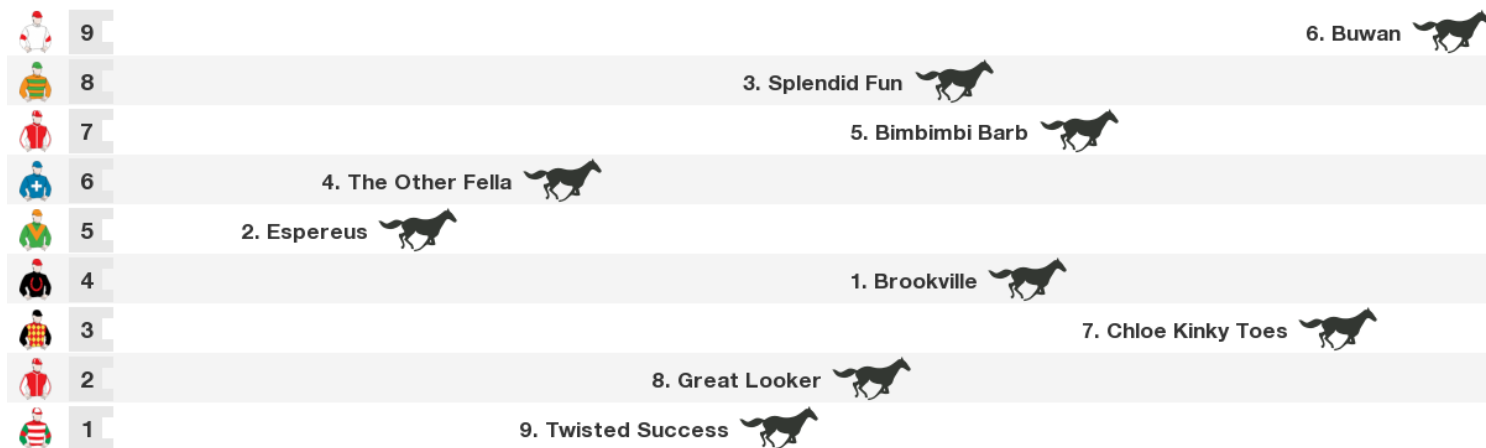 9 6. Buwan
8 3. Splendid Fun
7 5. Bimbimbi Barb
6 4. The Other Fella
5 2. Espereus
4 1. Brookville
3 7. Chloe Kinky Toes
2 8. Great Looker
1 9. Twisted Success